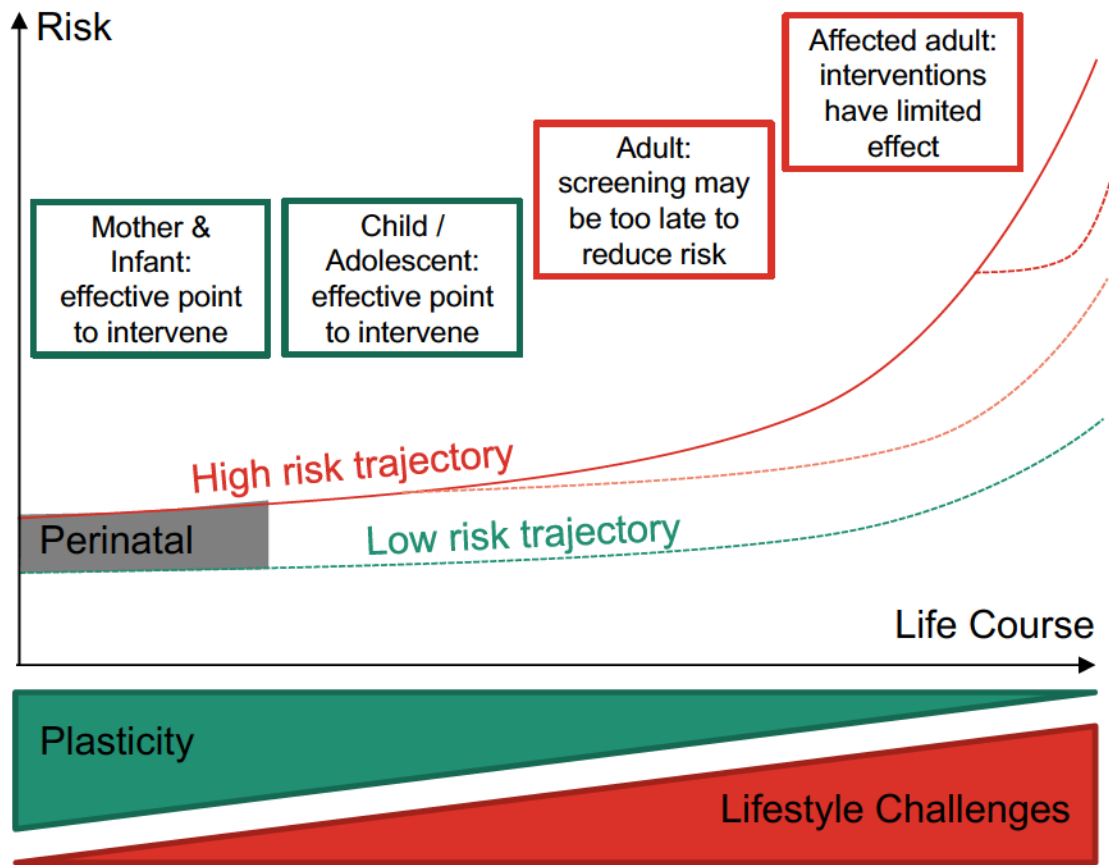 Risk
Affected adult:
interventions
have limited
effect
Adult:
screening may
be too late to
reduce risk
Mother &
Infant:
effective point
to intervene
Child /
Adolescent:
effective point
to intervene
High risk trajectory
Perinatal
Low risk trajectory
Life Course
Plasticity
Lifestyle Challenges